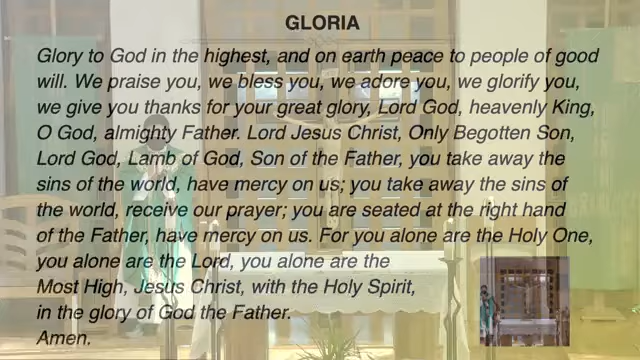 GLORIA
Glory to God in the highest, and on earth peace to people of good
will. We praise you, we bless you, we adore you, we glorify you,
we give you thanks for your great glory, Lord God, heavenly King,
O God, almighty Father. Lord Jesus Christ, Only Begotten Son,
Lord God, Lamb of God, Son of the Father, you take away the
sins of the world, have mercy on us; you take away the sins of
the world, receive our prayer; you are seated at the right hand
of the Father, have mercy on us. For you alone are the Holy One,
you alone are the Lord, you alone are the
Most High, Jesus Christ, with the Holy Spirit,
in the glory of God the Father.
Amen.